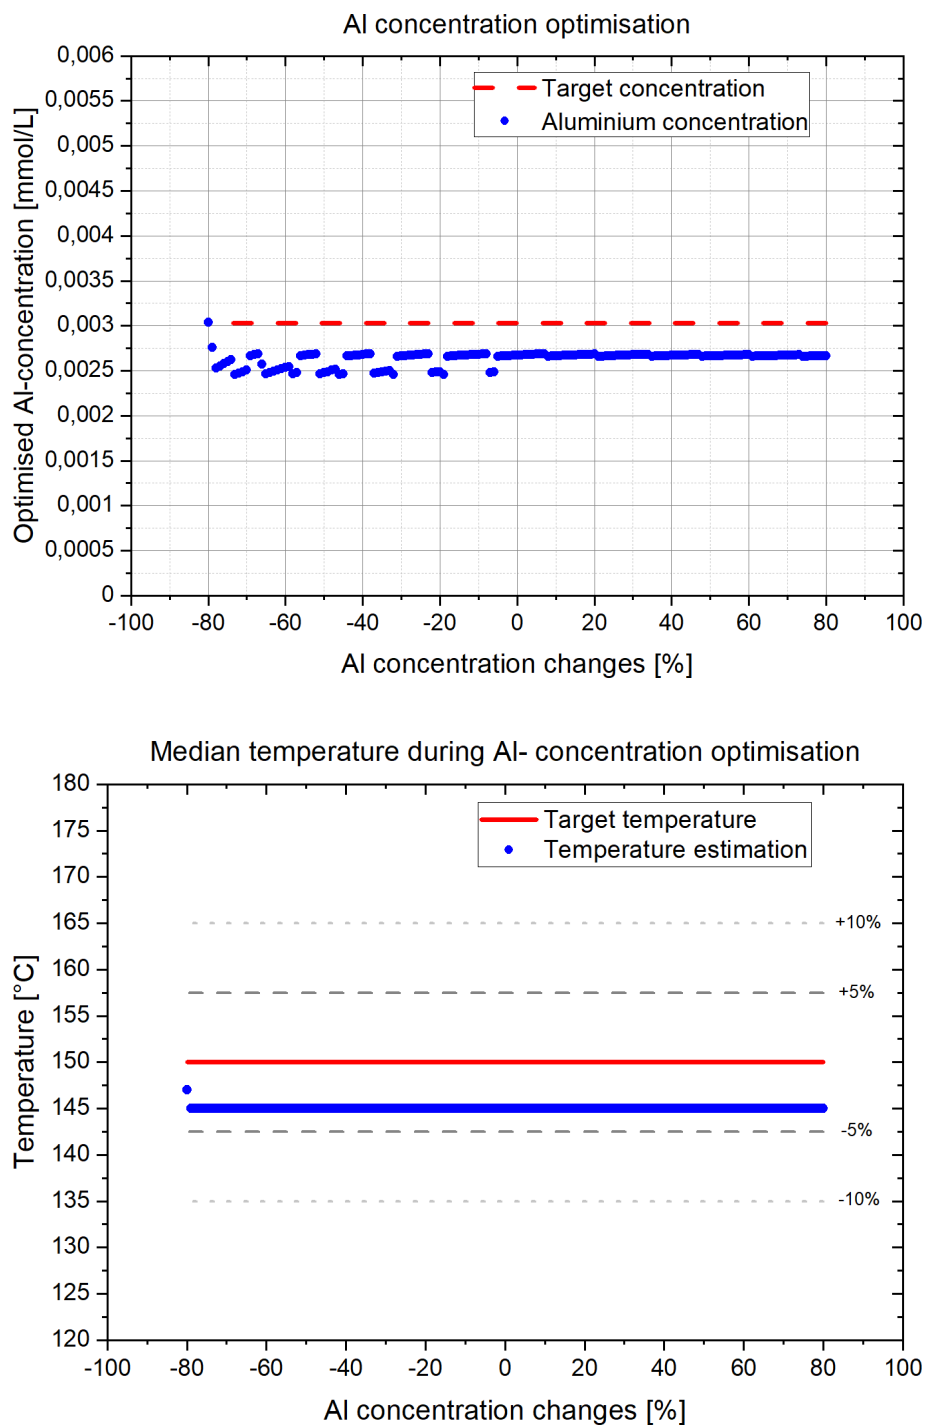 Al concentration optimisation
0,006
0,0055
0,005
0,0045
0,004
0,0035
0,003
0,0025
0,002
0,0015
0,001
0,0005
0
Optimised Al-concentration [mmol/L]
Target concentration
Aluminium concentration
-100 -80 -60 -40 -20 0 20 40 60 80 100
Al concentration changes [%]
Median temperature during Al- concentration optimisation
180
175
170
165
160
155
150
145
140
135
130
125
120
Temperature [°C]
Target temperature
Temperature estimation
+10%
+5%
-5%
-10%
-100 -80 -60 -40 -20 0 20 40 60 80 100
Al concentration changes [%]